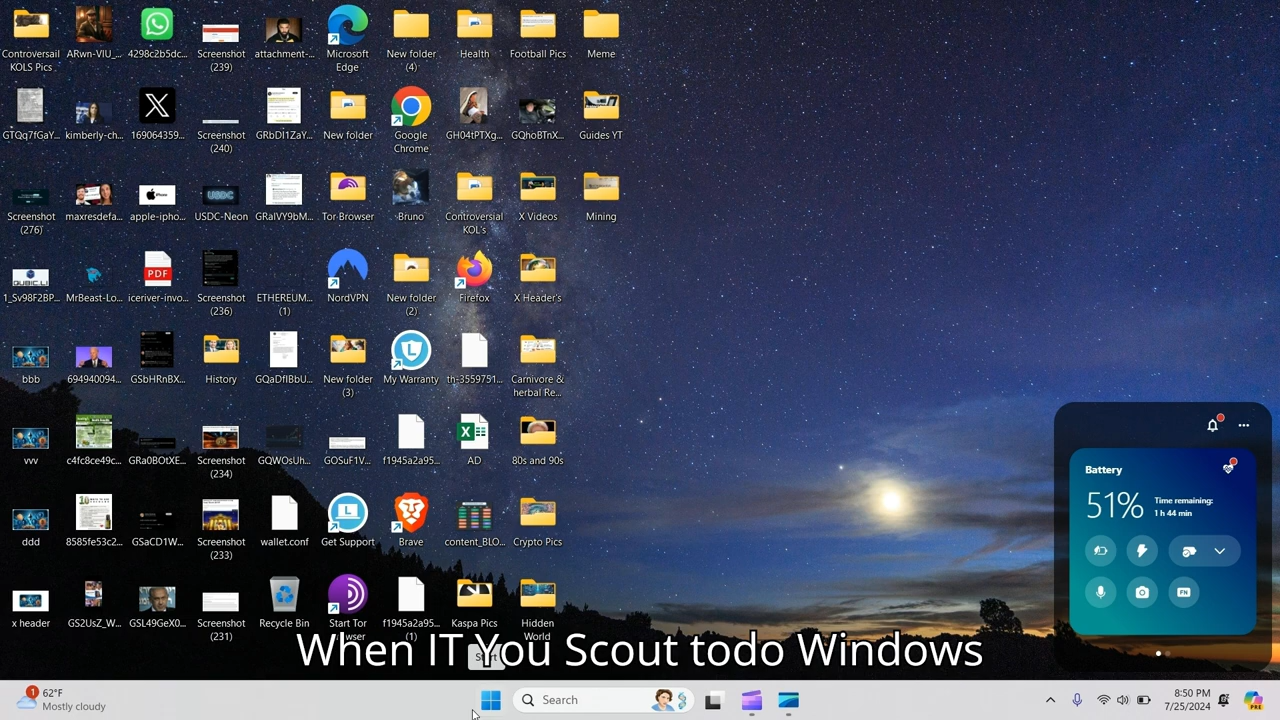 Controversial KOLS Pics
ARwn-VIU_...
4298c2b5dc...
Screenshot (239)
attachment-...
Microsoft Edge
New folder (4)
Health
Football Pics
Meme
GTQq7fGaY...
kimberly-ch...
169064359...
Screenshot (240)
GRbDI1ZaY...
New folder
Google Chrome
GH04tPTXg...
GQhoBTnX...
Guides YT
Screenshot (276)
maxresdefa...
apple-ipho...
USDC-Neon
GRaIVY9bM...
Tor Browser
Bruno
Controversial KOL's
X Videos
Mining
1_Sv98F2BP...
MrBeast-Lo...
PDF
iceriver-invo...
Screenshot (236)
ETHEREUM... (1)
NordVPN
New folder (2)
Firefox
X Header's
bbb
694940094...
GSbHRnBX...
History
GQaDfIBbU...
New folder (3)
My Warranty
th-3559751...
Carnivore & herbal Re...
vvv
c4fc8ce49c...
GRa0BOtXE...
Screenshot (234)
GQWOsUh...
GOSuF1V...
f1945a2a95...
AD
80s and 90s
ddd
8585fe53c2...
GSaCD1W...
Screenshot (233)
wallet.conf
Get Support
Brave
content_BLO...
Crypto Pics
x header
GS2UsZ_W...
GSL49GeX0...
Screenshot (231)
Recycle Bin
Start Tor
f1945a2a95... (1)
Kaspa Pics
Hidden World
Battery
51%
Time remaining:
1 h 44 min
FN
When IT You Scout todo Windows
1
62°F
Mostly cloudy
Search
8:50 PM
7/25/2024
PRE